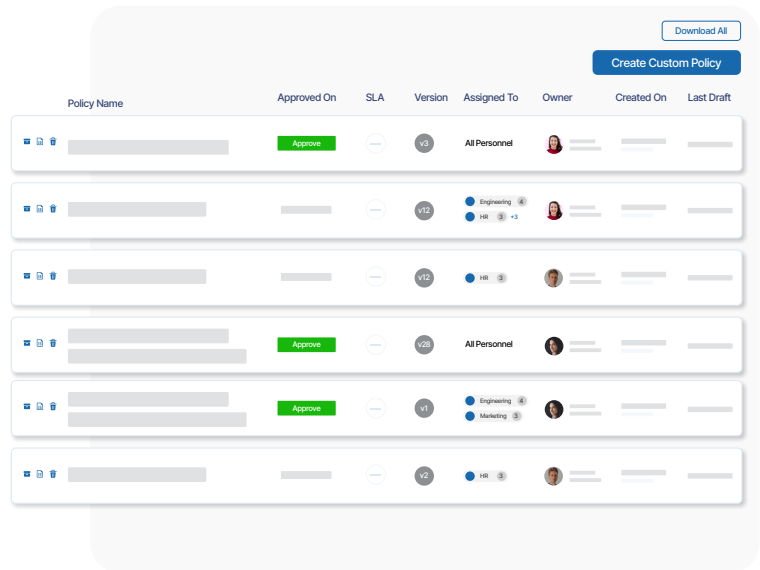 Download All
Create Custom Policy
Policy Name Approved On SLA Version Assigned To Owner Created On Last Draft
Approve v3 All Personnel
v12 Engineering 4
HR 3 +3
v12 HR 3
Approve v28 All Personnel
Approve v1 Engineering 4
Marketing 3
v2 HR 3